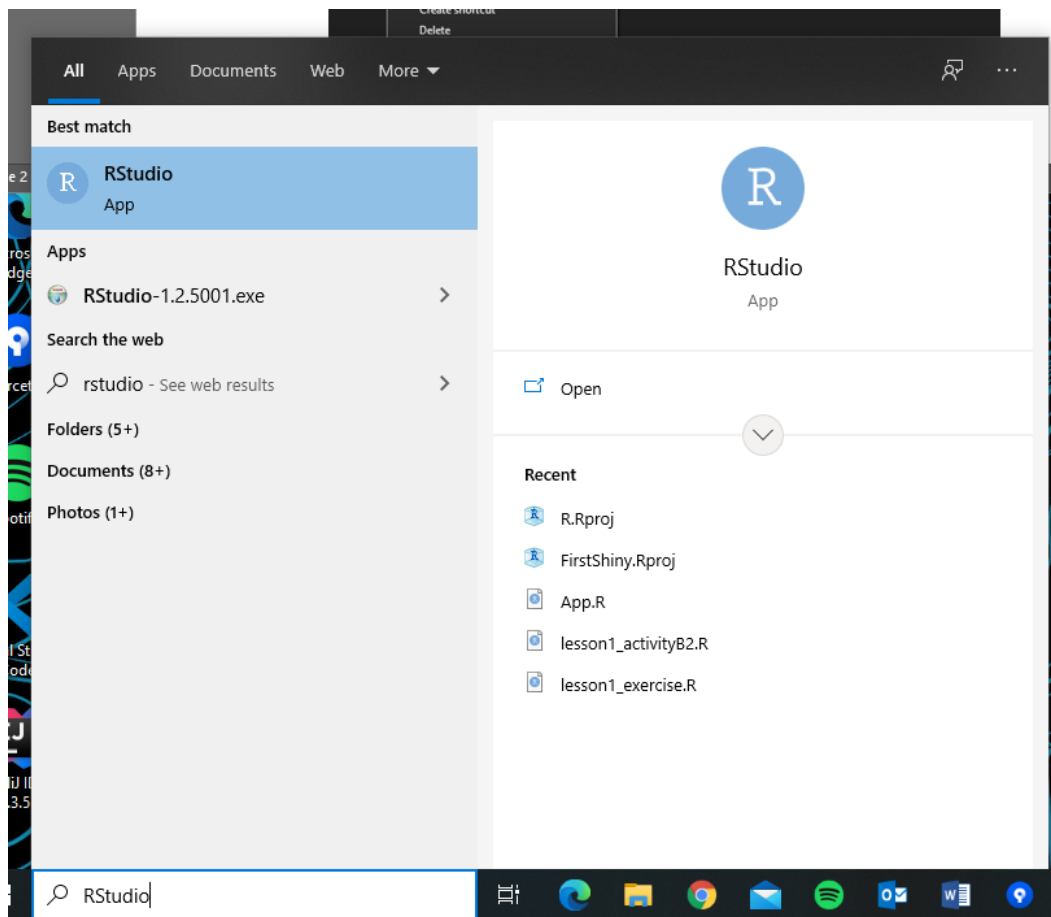 Create shortcut
Delete
All Apps Documents Web More
Best match
RStudio
App
Apps
RStudio-1.2.5001.exe
Search the web
rstudio - See web results
Folders (5+)
Documents (8+)
Photos (1+)
R
RStudio
App
Open
Recent
R.Rproj
FirstShiny.Rproj
App.R
lesson1_activityB2.R
lesson1_exercise.R
RStudio